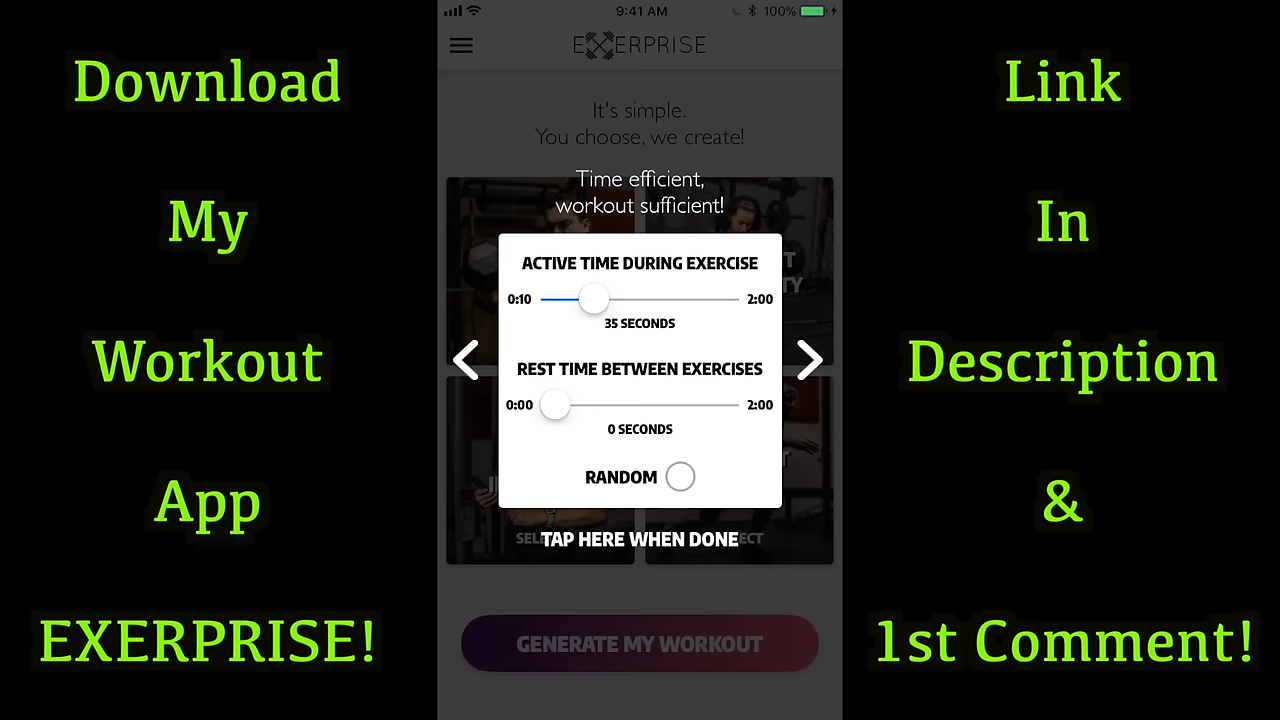 Download
My
Workout
App
EXERPRISE!
9:41 AM
100%
EXERPRISE
It's simple.
You choose, we create!
Time efficient,
workout sufficient!
ACTIVE TIME DURING EXERCISE
0:10
2:00
35 SECONDS
REST TIME BETWEEN EXERCISES
0:00
2:00
0 SECONDS
RANDOM
TAP HERE WHEN DONE
GENERATE MY WORKOUT
Link
In
Description
&
1st Comment!